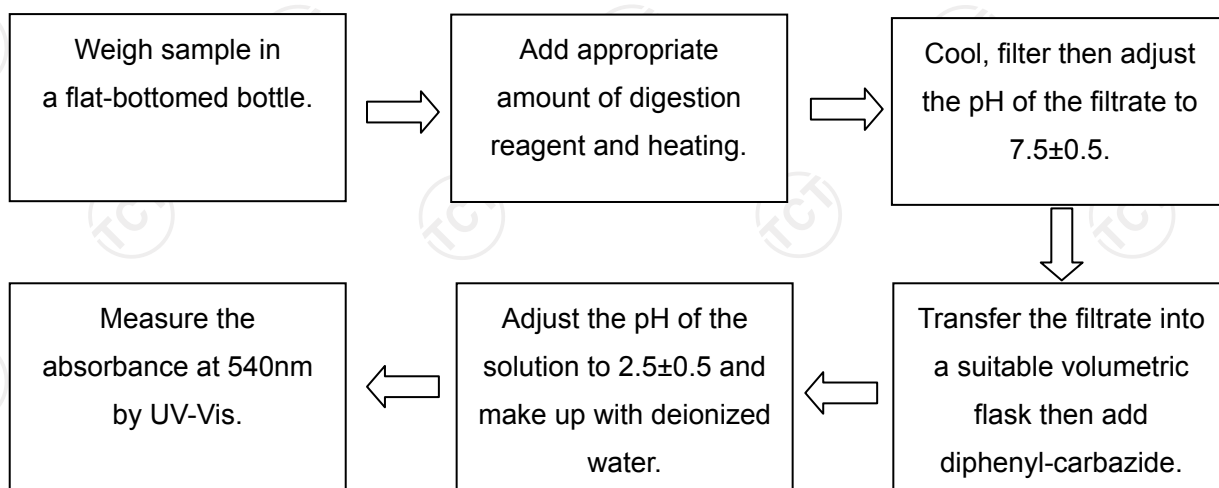 Weigh sample in
a flat-bottomed bottle.
Add appropriate
amount of digestion
reagent and heating.
Cool, filter then adjust
the pH of the filtrate to
7.5±0.5.
Transfer the filtrate into
a suitable volumetric
flask then add
diphenyl-carbazide.
Adjust the pH of the
solution to 2.5±0.5 and
make up with deionized
water.
Measure the
absorbance at 540nm
by UV-Vis.
TCT
TCT
TCT